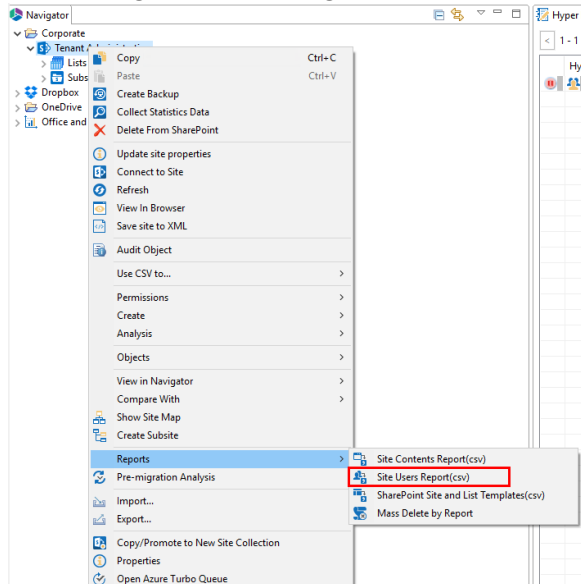 Navigator
Hyper
Corporate
< 1 - 1
Tenant
Copy Ctrl+C
Lists
Hy
Subs
Paste Ctrl+V
Dropbox
Create Backup
OneDrive
Collect Statistics Data
Office and
Delete From SharePoint
Update site properties
Connect to Site
Refresh
View In Browser
Save site to XML
Audit Object
Use CSV to... >
Permissions >
Create >
Analysis >
Objects >
View in Navigator >
Compare With >
Show Site Map
Create Subsite
Reports >
Site Contents Report(csv)
Pre-migration Analysis
Site Users Report(csv)
Import...
SharePoint Site and List Templates(csv)
Export...
Mass Delete by Report
Copy/Promote to New Site Collection
Properties
Open Azure Turbo Queue